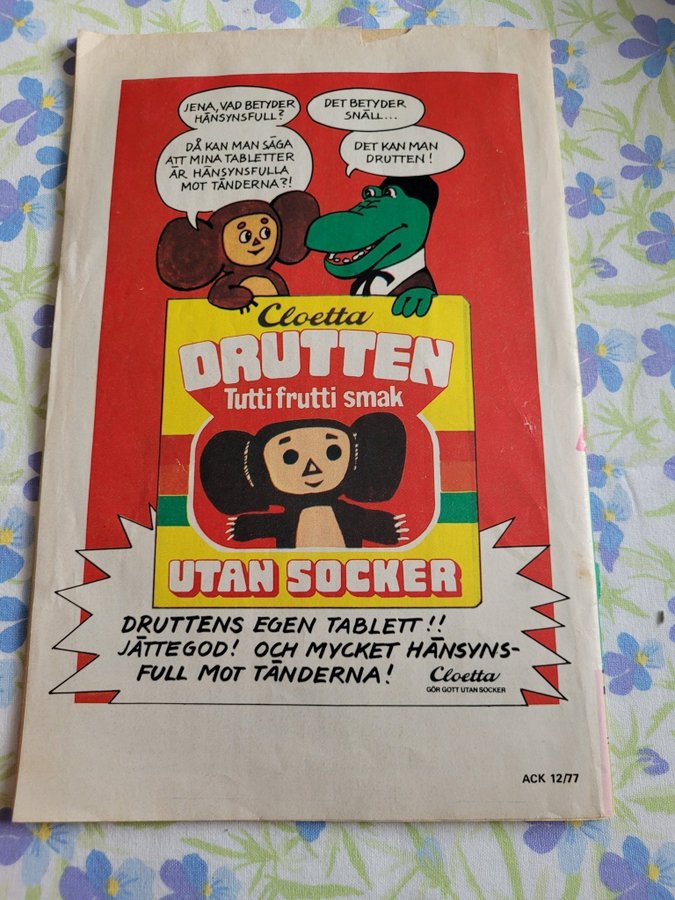 JENA, VAD BETYDER
HÄNSYNSFULL?
DET BETYDER
SNÄLL...
DÅ KAN MAN SÄGA
ATT MINA TABLETTER
ÄR HÄNSYNSFULLA
MOT TÄNDERNA?!
DET KAN MAN
DRUTTEN!
Cloetta
DRUTTEN
Tutti frutti smak
UTAN SOCKER
DRUTTENS EGEN TABLETT!!
JÄTTEGOD! OCH MYCKET HÄNSYNS-
FULL MOT TÄNDERNA!
Cloetta
GÖR GOTT UTAN SOCKER
ACK 12/77